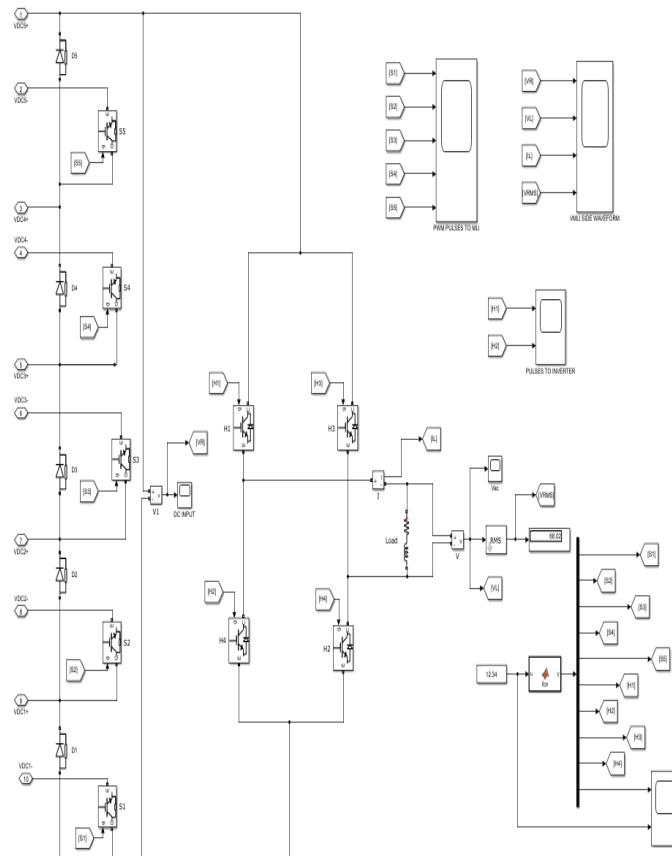 1
VDC5+
D5
2
VDC5-
S5
[S5]
3
VDC4+
4
VDC4-
D4
S4
[S4]
5
VDC3+
VDC3-
6
D3
S3
[S3]
7
VDC2+
D2
VDC2-
8
S2
[S2]
9
VDC1+
D1
VDC1-
10
S1
[S1]
[S1]
[S2]
[S3]
[S4]
[S5]
PWM PULSES TO MLI
[VR]
[VL]
[IL]
[VRMS]
VMLI SIDE WAVEFORM
[H1]
[H2]
PULSES TO INVERTER
[H1]
H1
[H3]
H3
[VR]
V1
DC INPUT
[IL]
I
Load
Vac
[VRMS]
V
RMS
68.02
[VL]
[H2]
H4
[H4]
H2
12:34
u
fcn
y
[S1]
[S2]
[S3]
[S4]
[S5]
[H1]
[H2]
[H3]
[H4]